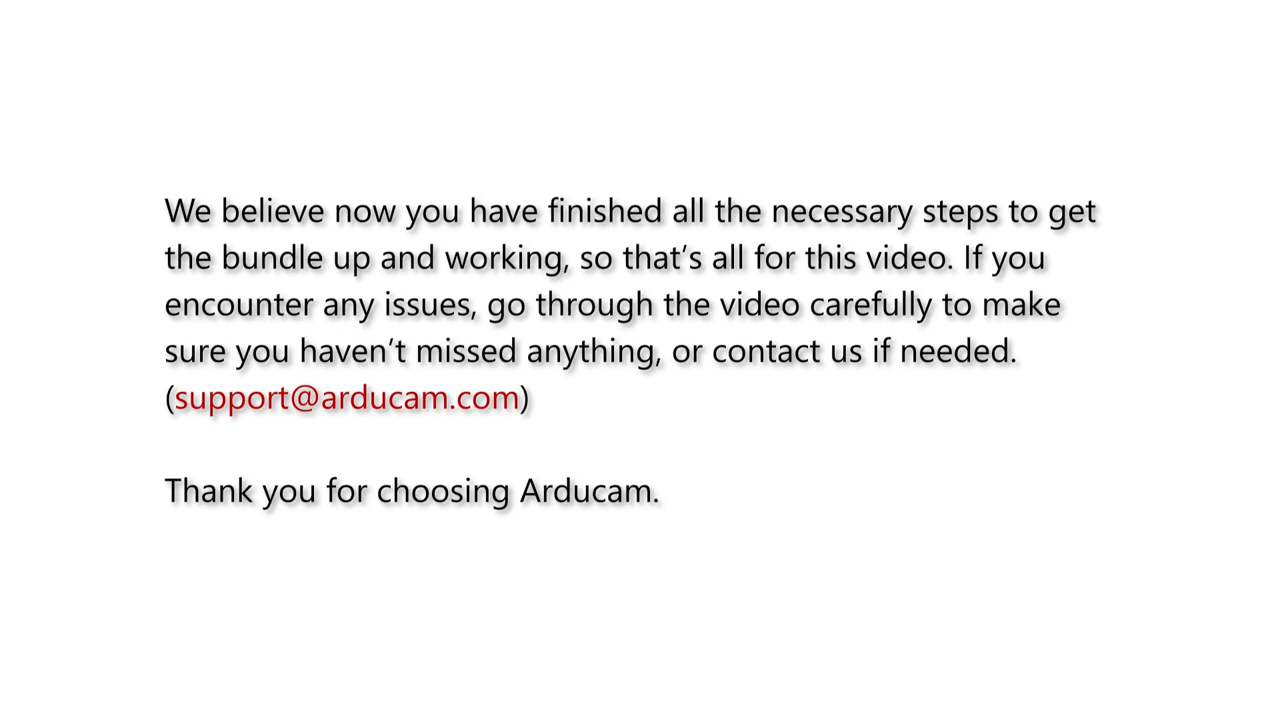 We believe now you have finished all the necessary steps to get
the bundle up and working, so that’s all for this video. If you
encounter any issues, go through the video carefully to make
sure you haven’t missed anything, or contact us if needed.
(support@arducam.com)
Thank you for choosing Arducam.